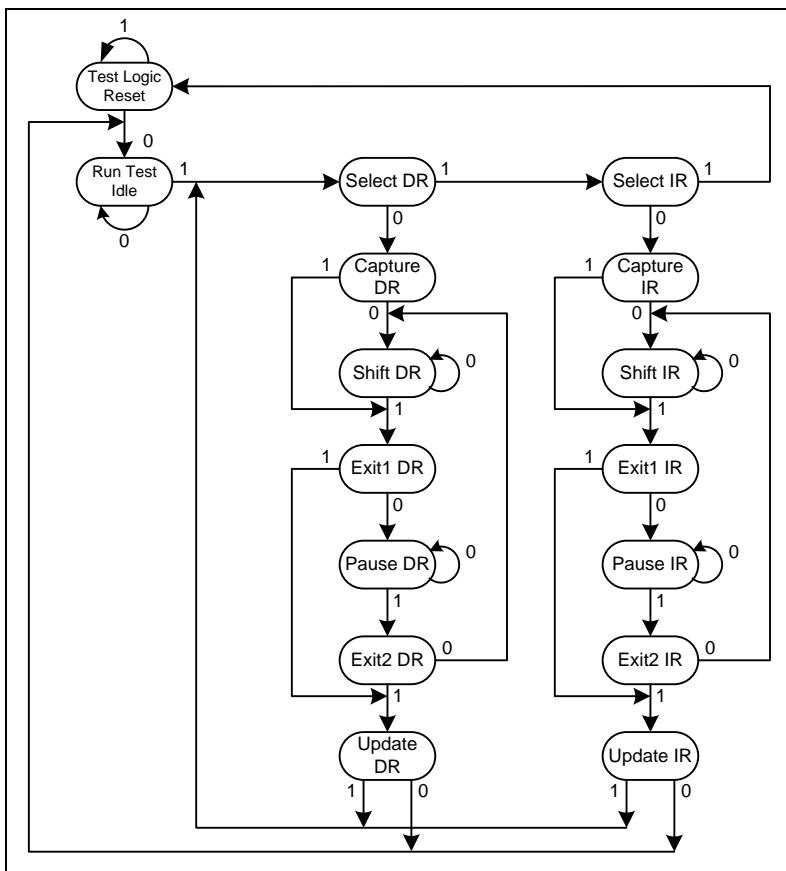 1
Test Logic
Reset
0
Run Test
Idle
1
0
Select DR
1
0
Select IR
1
0
Capture
DR
1
0
Capture
IR
1
0
Shift DR
0
1
Shift IR
0
1
Exit1 DR
1
0
Exit1 IR
1
0
Pause DR
0
1
Pause IR
0
1
Exit2 DR
0
1
Exit2 IR
0
1
Update
DR
1
0
Update IR
1
0